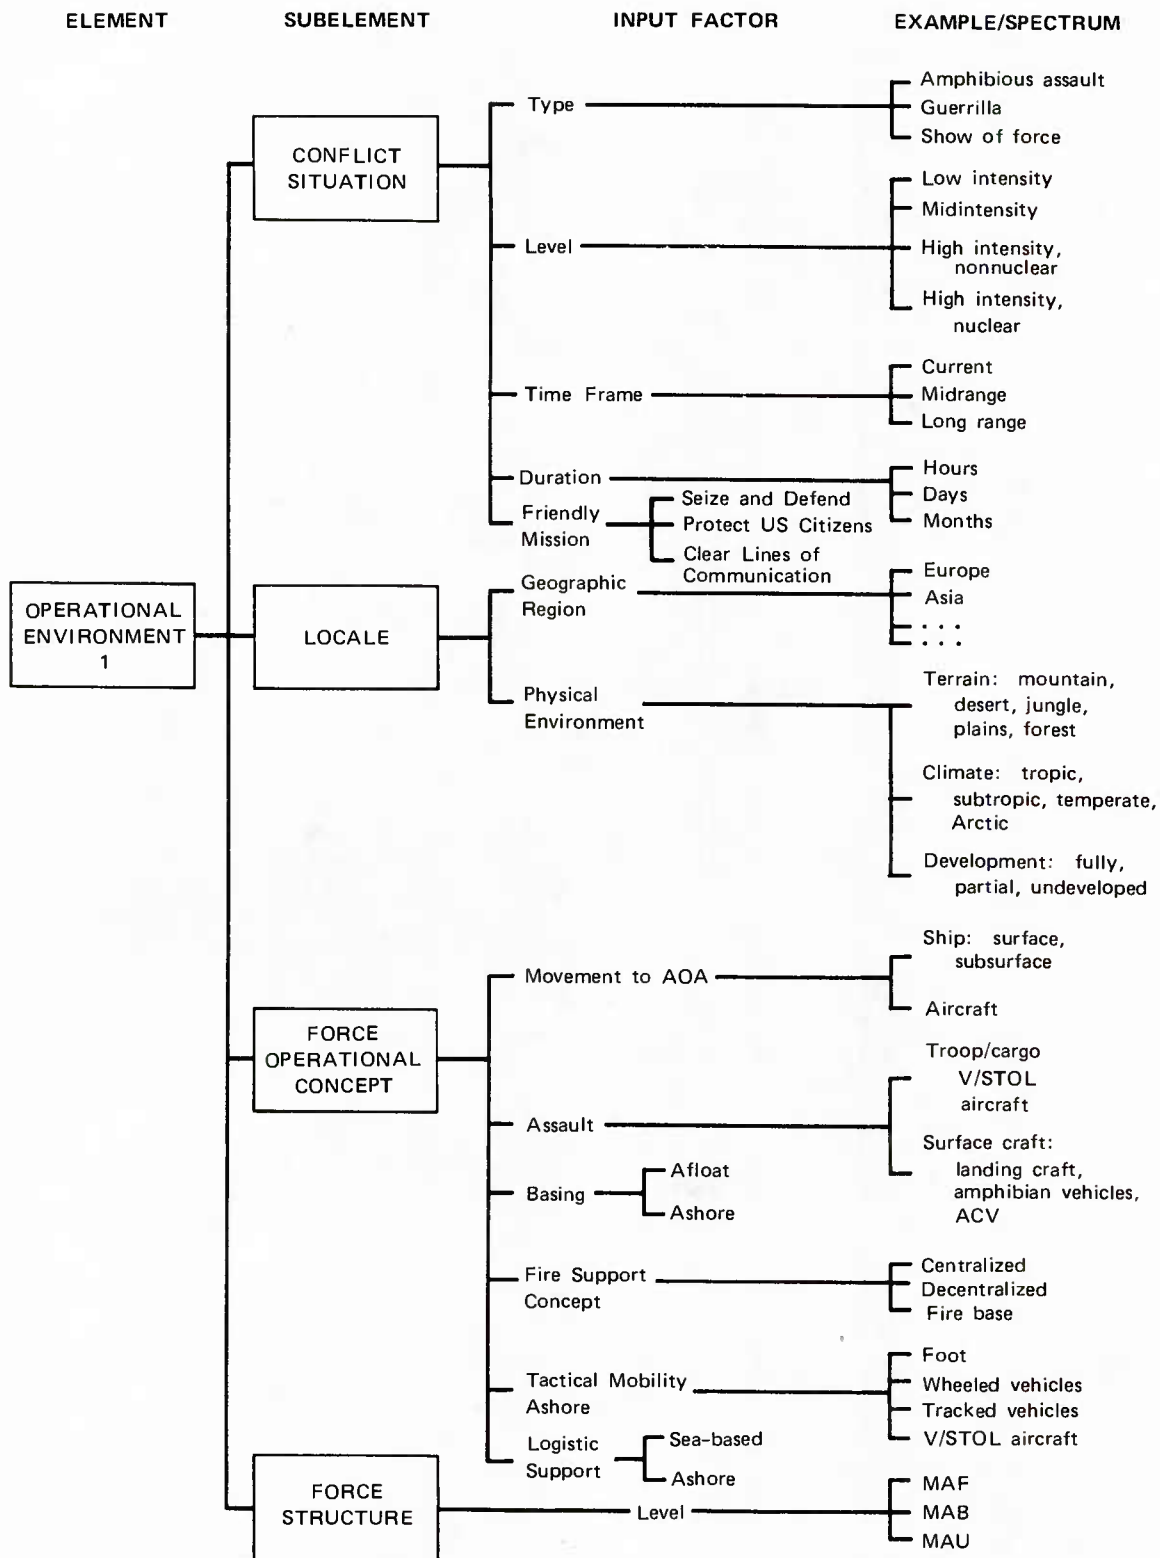 ELEMENT
SUBELEMENT
INPUT FACTOR
EXAMPLE/SPECTRUM
OPERATIONAL
ENVIRONMENT
1
CONFLICT
SITUATION
Type
Amphibious assault
Guerrilla
Show of force
Level
Low intensity
Midintensity
High intensity,
nonnuclear
High intensity,
nuclear
Time Frame
Current
Midrange
Long range
Duration
Hours
Days
Months
Friendly
Mission
Seize and Defend
Protect US Citizens
Clear Lines of
Communication
LOCALE
Geographic
Region
Europe
Asia
. . .
. . .
Physical
Environment
Terrain: mountain,
desert, jungle,
plains, forest
Climate: tropic,
subtropic, temperate,
Arctic
Development: fully,
partial, undeveloped
FORCE
OPERATIONAL
CONCEPT
Movement to AOA
Ship: surface,
subsurface
Aircraft
Assault
Troop/cargo
V/STOL
aircraft
Surface craft:
landing craft,
amphibian vehicles,
ACV
Basing
Afloat
Ashore
Fire Support
Concept
Centralized
Decentralized
Fire base
Tactical Mobility
Ashore
Foot
Wheeled vehicles
Tracked vehicles
V/STOL aircraft
Logistic
Support
Sea-based
Ashore
FORCE
STRUCTURE
Level
MAF
MAB
MAU